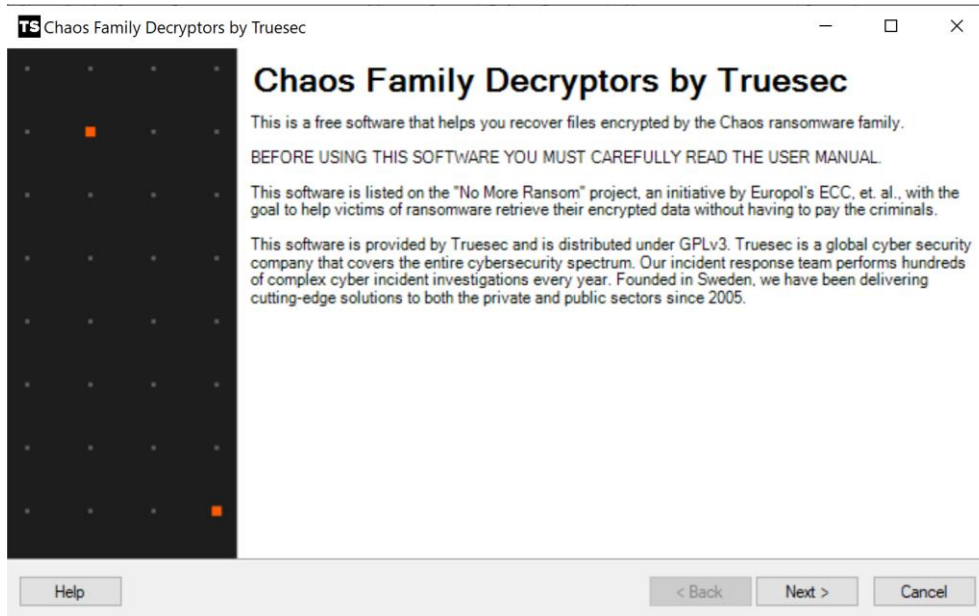 TS Chaos Family Decryptors by Truesec
Chaos Family Decryptors by Truesec
This is a free software that helps you recover files encrypted by the Chaos ransomware family.
BEFORE USING THIS SOFTWARE YOU MUST CAREFULLY READ THE USER MANUAL.
This software is listed on the "No More Ransom" project, an initiative by Europol's ECC, et. al., with the
goal to help victims of ransomware retrieve their encrypted data without having to pay the criminals.
This software is provided by Truesec and is distributed under GPLv3. Truesec is a global cyber security
company that covers the entire cybersecurity spectrum. Our incident response team performs hundreds
of complex cyber incident investigations every year. Founded in Sweden, we have been delivering
cutting-edge solutions to both the private and public sectors since 2005.
Help < Back Next > Cancel